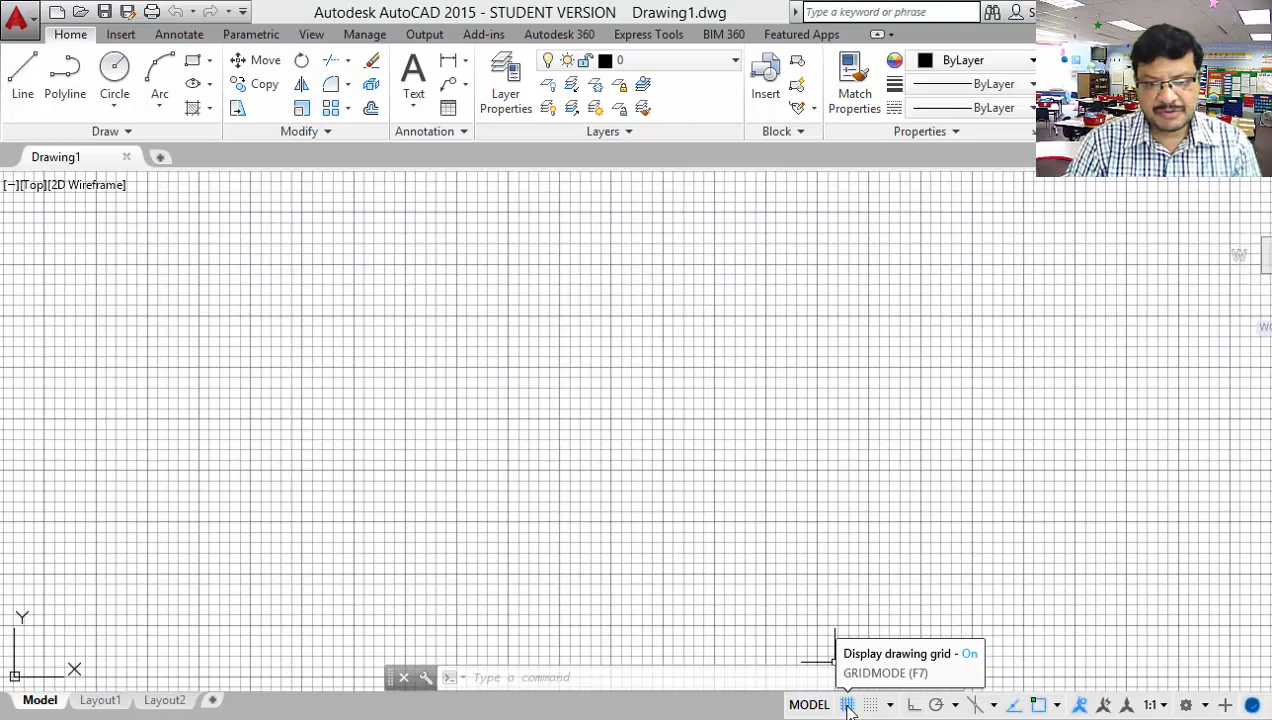 Autodesk AutoCAD 2015 - STUDENT VERSION Drawing1.dwg
Type a keyword or phrase
Home Insert Annotate Parametric View Manage Output Add-ins Autodesk 360 Express Tools BIM 360 Featured Apps
Move
0
ByLayer
Copy
ByLayer
Line Polyline Circle Arc Text Layer Properties Insert Match Properties
ByLayer
Draw Modify Annotation Layers Block Properties
Drawing1
[−][Top][2D Wireframe]
W
Y
X
Display drawing grid - On
GRIDMODE (F7)
Type a command
Model Layout1 Layout2
MODEL 1:1